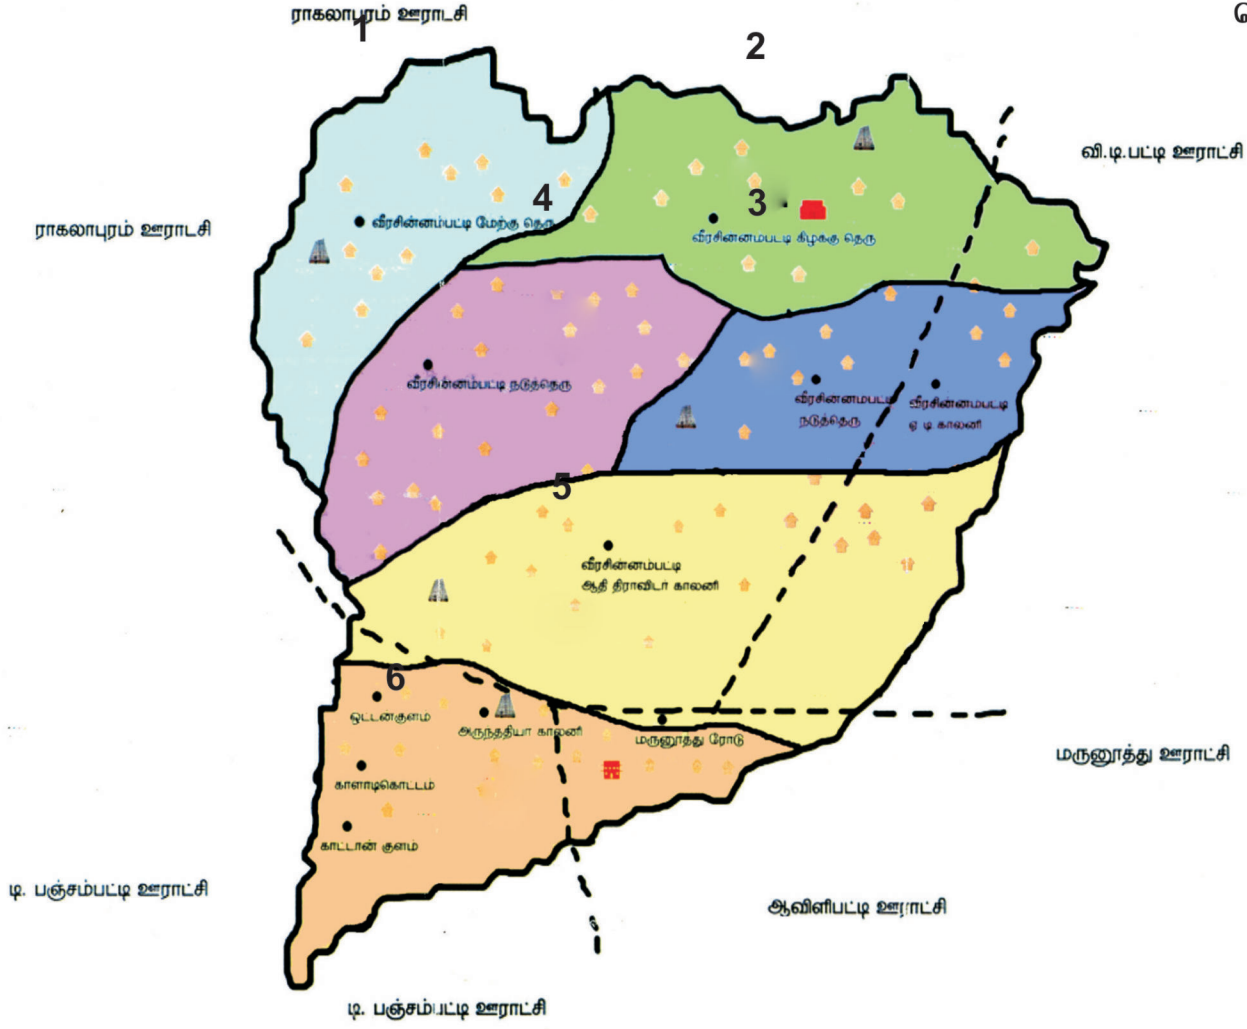 ராகலாபுரம் ஊராடசி
1
2
வி.டி.பட்டி ஊராட்சி
4
3
வீரசின்னம்பட்டி மேற்கு தெரு
ராகலாபுரம் ஊராடசி
வீரசின்னம்பட்டி கிழக்கு தெரு
வீரசின்னம்பட்டி நடுத்தெரு
வீரசின்னம்பட்டி
நடுத்தெரு
வீரசின்னம்பட்டி
ஏ டி காலனி
5
வீரசின்னம்பட்டி
ஆதி திராவிடர் காலனி
6
ஒட்டன்குளம்
அருந்ததியா காலனி
மருனூத்து ரோடு
மருனூத்து ஊராட்சி
காளாடிகொட்டம்
காட்டான் குளம்
டி. பஞ்சம்பட்டி ஊராட்சி
ஆவிளிபட்டி ஊராட்சி
டி. பஞ்சம்பட்டி ஊராட்சி